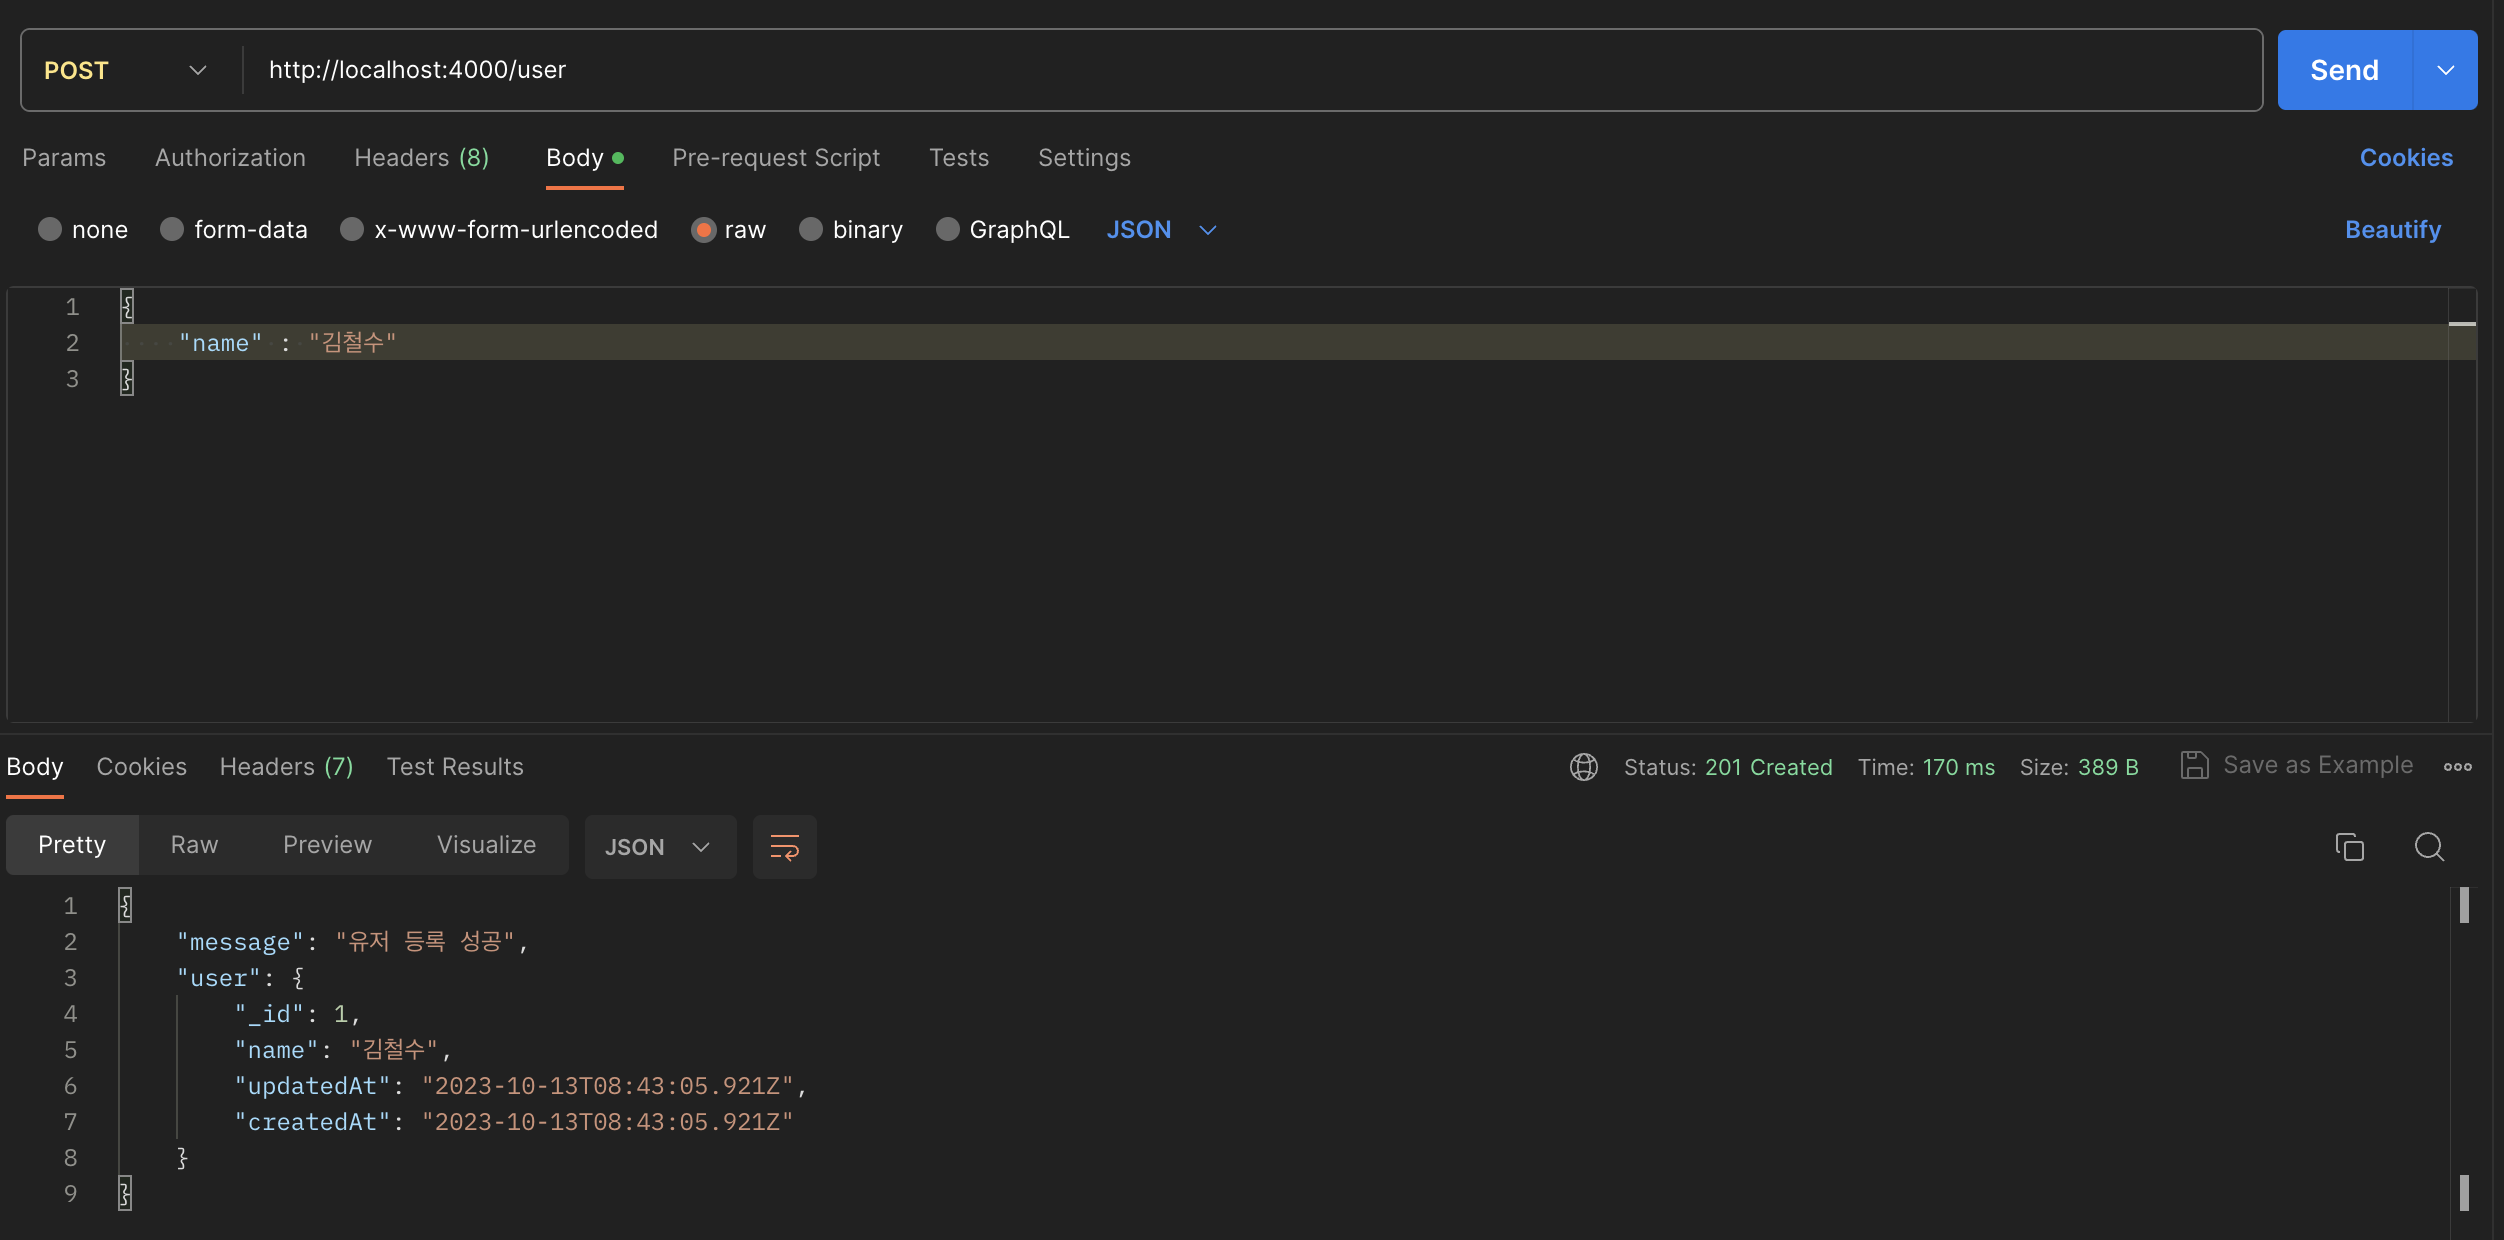 POST http://localhost:4000/user Send
Params Authorization Headers (8) Body Pre-request Script Tests Settings Cookies
none form-data x-www-form-urlencoded raw binary GraphQL JSON Beautify
1 {
2 "name" : "김철수"
3 }
Body Cookies Headers (7) Test Results Status: 201 Created Time: 170 ms Size: 389 B Save as Example
Pretty Raw Preview Visualize JSON
1 {
2 "message": "유저 등록 성공",
3 "user": {
4 "_id": 1,
5 "name": "김철수",
6 "updatedAt": "2023-10-13T08:43:05.921Z",
7 "createdAt": "2023-10-13T08:43:05.921Z"
8 }
9 }